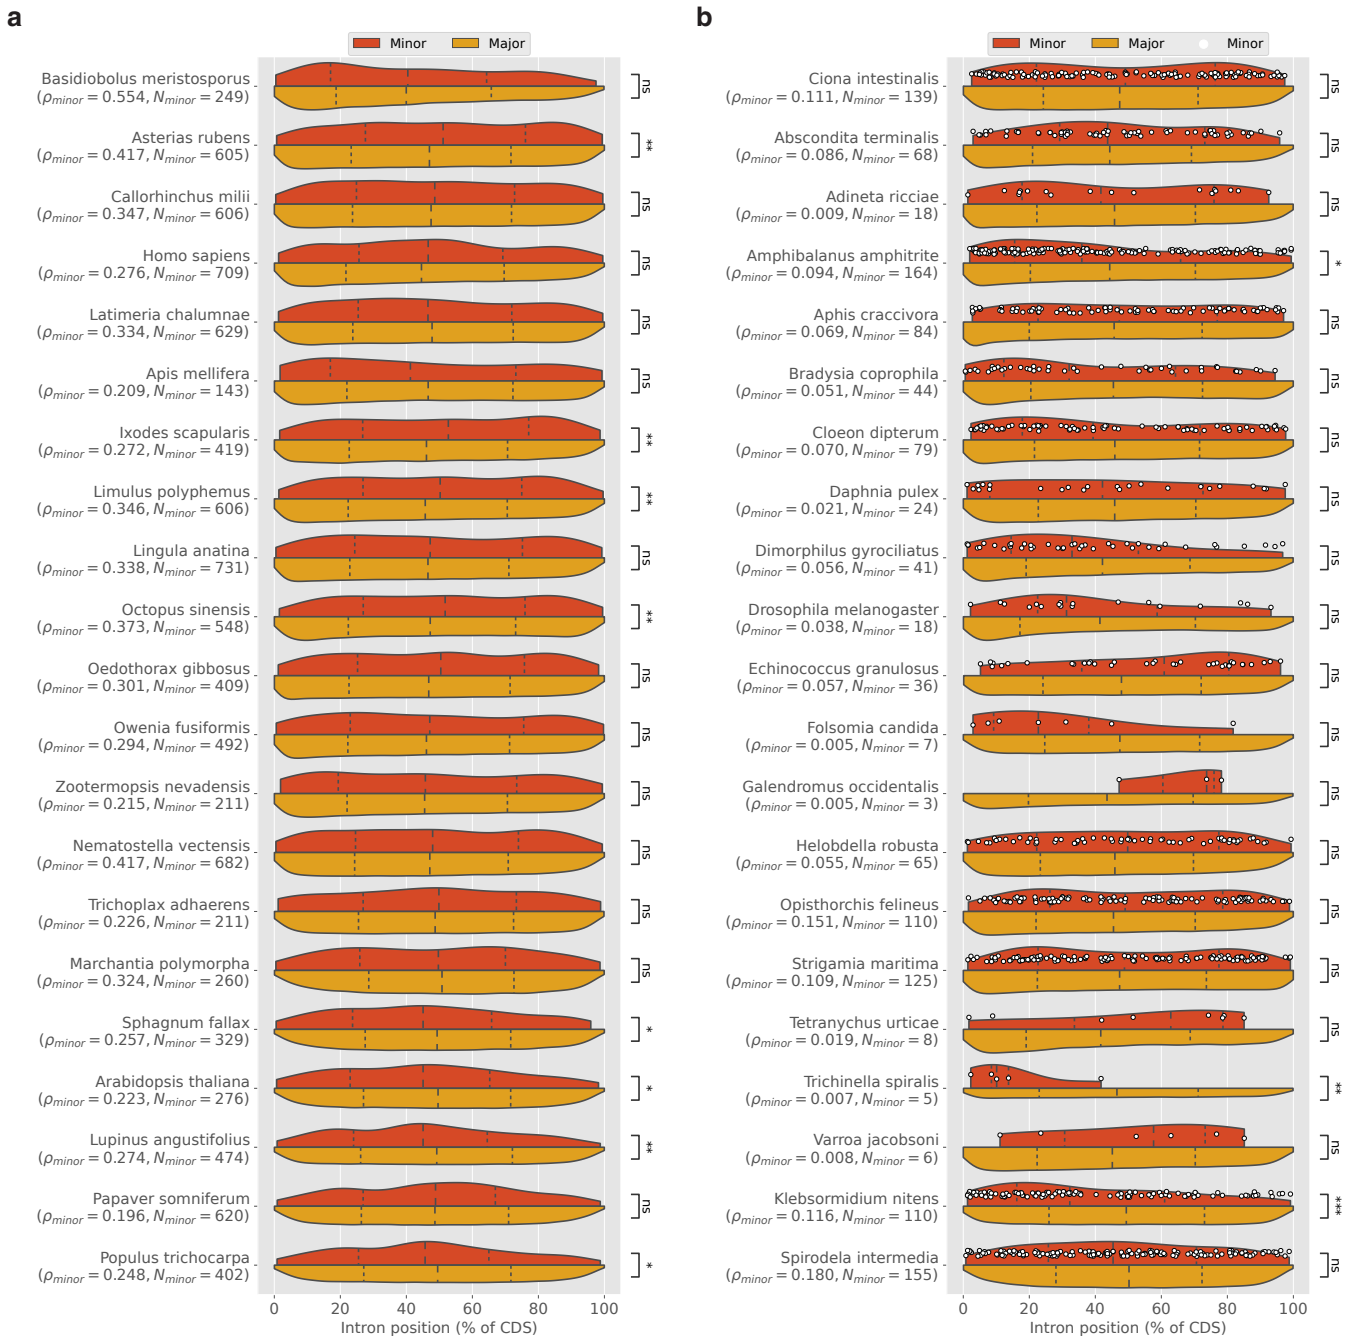 a
Minor Major
Basidiobolus meristosporus
(ρminor = 0.554, Nminor = 249)
ns
Asterias rubens
(ρminor = 0.417, Nminor = 605)
**
Callorhinchus milii
(ρminor = 0.347, Nminor = 606)
ns
Homo sapiens
(ρminor = 0.276, Nminor = 709)
ns
Latimeria chalumnae
(ρminor = 0.334, Nminor = 629)
ns
Apis mellifera
(ρminor = 0.209, Nminor = 143)
ns
Ixodes scapularis
(ρminor = 0.272, Nminor = 419)
**
Limulus polyphemus
(ρminor = 0.346, Nminor = 606)
**
Lingula anatina
(ρminor = 0.338, Nminor = 731)
ns
Octopus sinensis
(ρminor = 0.373, Nminor = 548)
**
Oedothorax gibbosus
(ρminor = 0.301, Nminor = 409)
ns
Owenia fusiformis
(ρminor = 0.294, Nminor = 492)
ns
Zootermopsis nevadensis
(ρminor = 0.215, Nminor = 211)
ns
Nematostella vectensis
(ρminor = 0.417, Nminor = 682)
ns
Trichoplax adhaerens
(ρminor = 0.226, Nminor = 211)
ns
Marchantia polymorpha
(ρminor = 0.324, Nminor = 260)
ns
Sphagnum fallax
(ρminor = 0.257, Nminor = 329)
*
Arabidopsis thaliana
(ρminor = 0.223, Nminor = 276)
*
Lupinus angustifolius
(ρminor = 0.274, Nminor = 474)
**
Papaver somniferum
(ρminor = 0.196, Nminor = 620)
ns
Populus trichocarpa
(ρminor = 0.248, Nminor = 402)
*
0 20 40 60 80 100
Intron position (% of CDS)
b
Minor Major Minor
Ciona intestinalis
(ρminor = 0.111, Nminor = 139)
ns
Abscondita terminalis
(ρminor = 0.086, Nminor = 68)
ns
Adineta ricciae
(ρminor = 0.009, Nminor = 18)
ns
Amphibalanus amphitrite
(ρminor = 0.094, Nminor = 164)
*
Aphis craccivora
(ρminor = 0.069, Nminor = 84)
ns
Bradysia coprophila
(ρminor = 0.051, Nminor = 44)
ns
Cloeon dipterum
(ρminor = 0.070, Nminor = 79)
ns
Daphnia pulex
(ρminor = 0.021, Nminor = 24)
ns
Dimorphilus gyrociliatus
(ρminor = 0.056, Nminor = 41)
ns
Drosophila melanogaster
(ρminor = 0.038, Nminor = 18)
ns
Echinococcus granulosus
(ρminor = 0.057, Nminor = 36)
ns
Folsomia candida
(ρminor = 0.005, Nminor = 7)
ns
Galendromus occidentalis
(ρminor = 0.005, Nminor = 3)
ns
Helobdella robusta
(ρminor = 0.055, Nminor = 65)
ns
Opisthorchis felineus
(ρminor = 0.151, Nminor = 110)
ns
Strigamia maritima
(ρminor = 0.109, Nminor = 125)
ns
Tetranychus urticae
(ρminor = 0.019, Nminor = 8)
ns
Trichinella spiralis
(ρminor = 0.007, Nminor = 5)
**
Varroa jacobsoni
(ρminor = 0.008, Nminor = 6)
ns
Klebsormidium nitens
(ρminor = 0.116, Nminor = 110)
***
Spirodela intermedia
(ρminor = 0.180, Nminor = 155)
ns
0 20 40 60 80 100
Intron position (% of CDS)